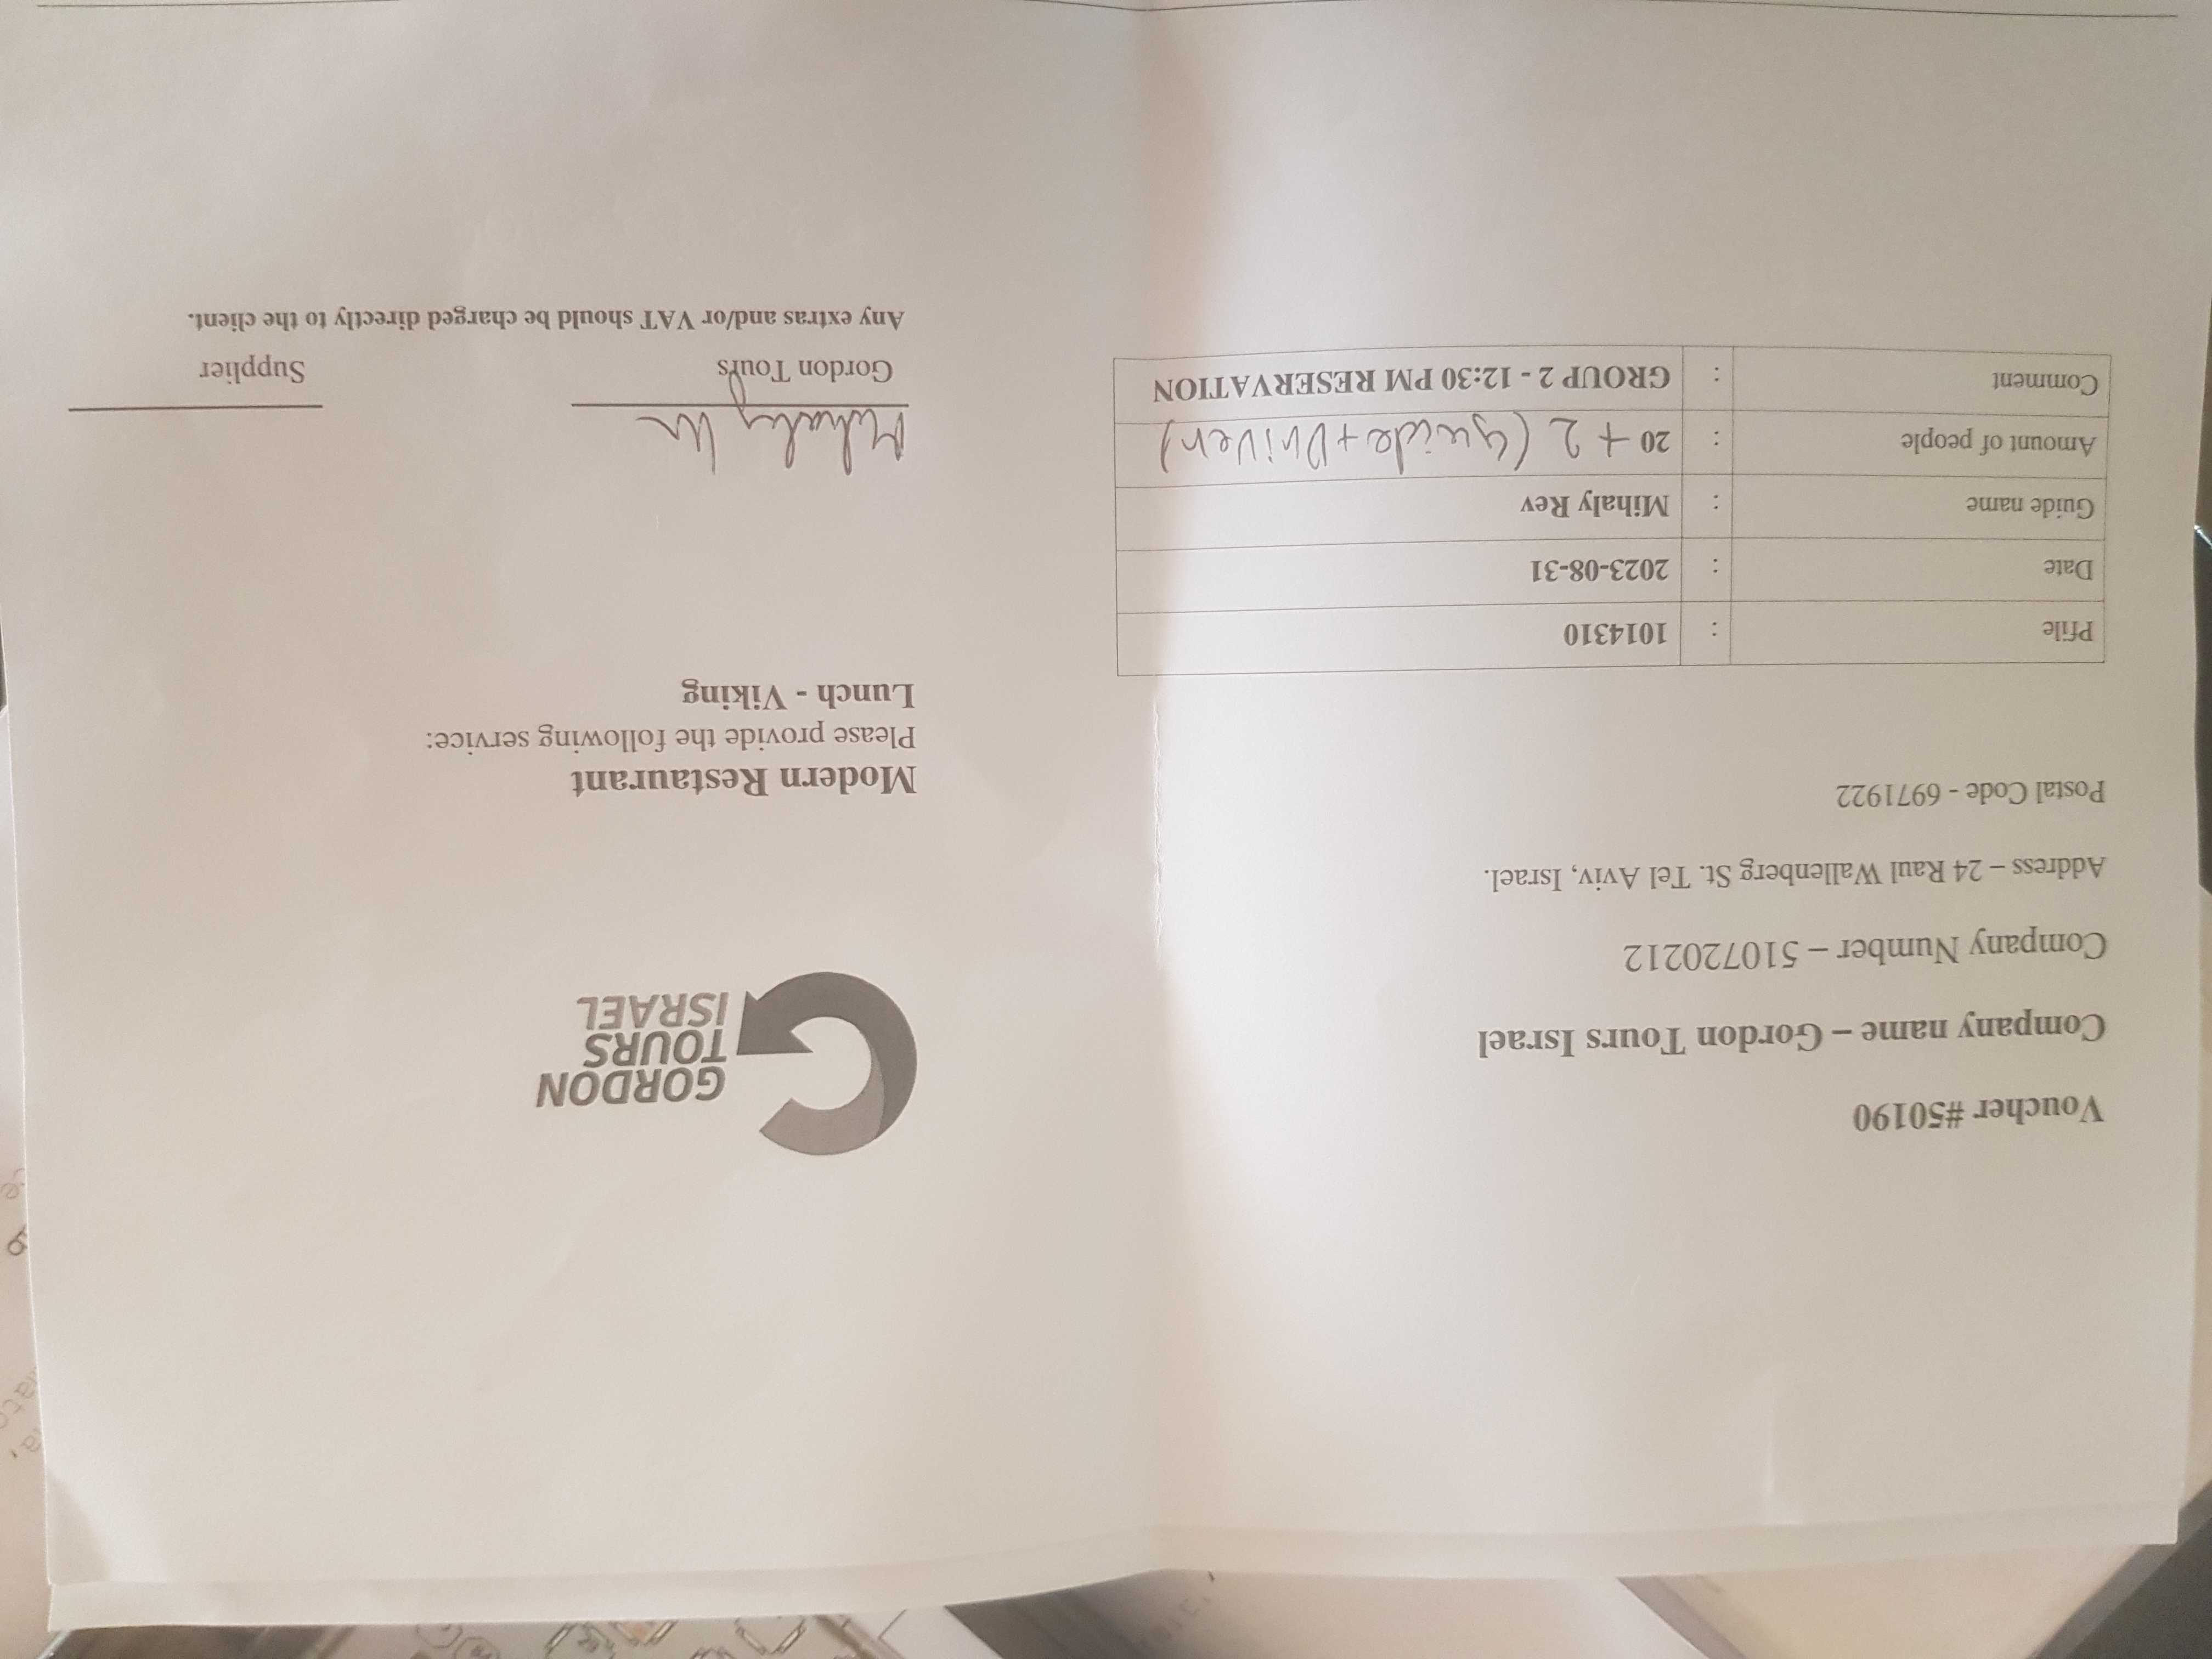 Voucher #50190
Company name – Gordon Tours Israel
Company Number – 510720212
Address – 24 Raul Wallenberg St. Tel Aviv, Israel.
Postal Code - 6971922
GORDON
TOURS
ISRAEL
Modern Restaurant
Please provide the following service:
Lunch - Viking
Pfile : 1014310
Date : 2023-08-31
Guide name : Mihaly Rev
Amount of people : 20 + 2 (Guide + Driver)
Comment : GROUP 2 - 12:30 PM RESERVATION
Mihaly
Gordon Tours
Supplier
Any extras and/or VAT should be charged directly to the client.